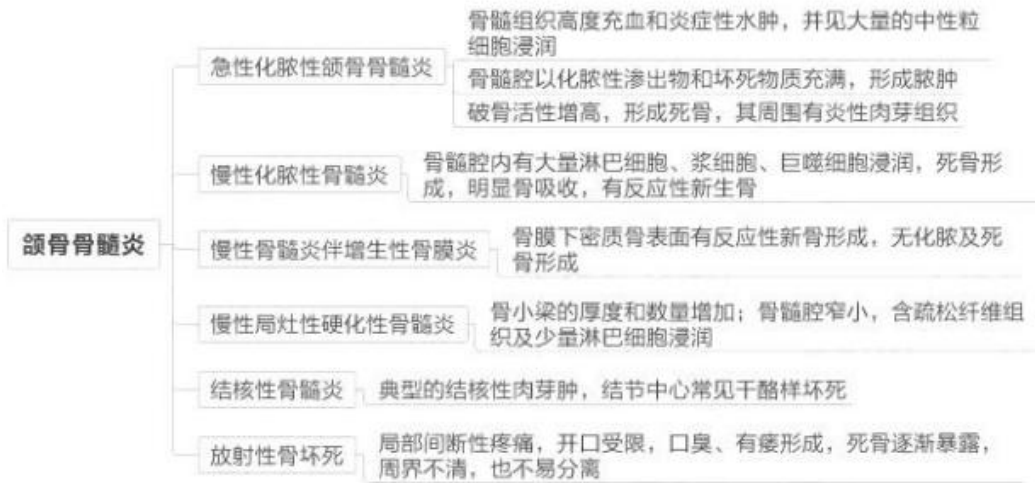 颌骨骨髓炎
急性化脓性颌骨骨髓炎
骨髓组织高度充血和炎症性水肿，并见大量的中性粒
细胞浸润
骨髓腔以化脓性渗出物和坏死物质充满，形成脓肿
破骨活性增高，形成死骨，其周围有炎性肉芽组织
慢性化脓性骨髓炎
骨髓腔内有大量淋巴细胞、浆细胞、巨噬细胞浸润，死骨形
成，明显骨吸收，有反应性新生骨
慢性骨髓炎伴增生性骨膜炎
骨膜下密质骨表面有反应性新骨形成，无化脓及死
骨形成
慢性局灶性硬化性骨髓炎
骨小梁的厚度和数量增加；骨髓腔窄小，含疏松纤维组
织及少量淋巴细胞浸润
结核性骨髓炎
典型的结核性肉芽肿，结节中心常见干酪样坏死
放射性骨坏死
局部间断性疼痛，开口受限，口臭、有瘘形成，死骨逐渐暴露，
周界不清，也不易分离